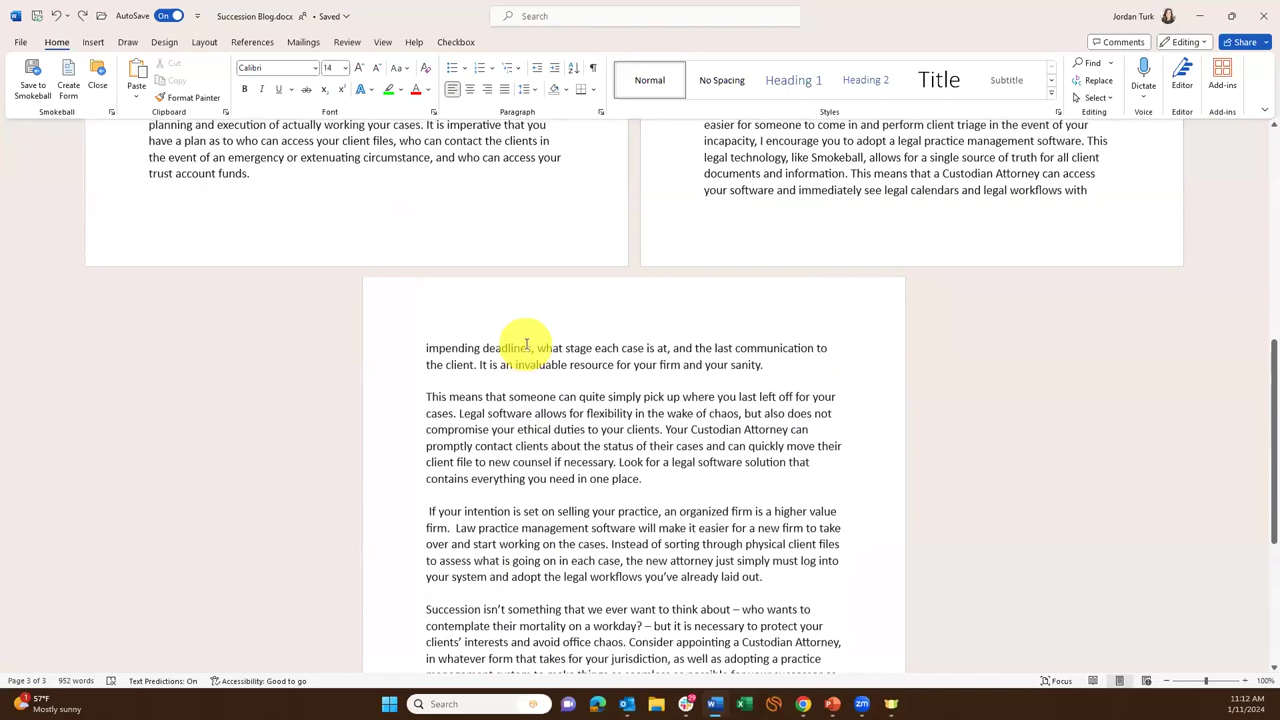 AutoSave On Succession Blog.docx • Saved Search Jordan Turk
File Home Insert Draw Design Layout References Mailings Review View Help Acrobat Checkbox Comments Editing Share
Save to Smokeball Create Form Close Paste Cut Copy Format Painter Calibri 14 Normal No Spacing Heading 1 Heading 2 Title Subtitle Find Replace Select Dictate Editor Add-ins
Smokeball Clipboard Font Paragraph Styles Editing Voice Editor Add-ins
planning and execution of actually working your cases. It is imperative that you
have a plan as to who can access your client files, who can contact the clients in
the event of an emergency or extenuating circumstance, and who can access your
trust account funds.
easier for someone to come in and perform client triage in the event of your
incapacity, I encourage you to adopt a legal practice management software. This
legal technology, like Smokeball, allows for a single source of truth for all client
documents and information. This means that a Custodian Attorney can access
your software and immediately see legal calendars and legal workflows with
impending deadlines, what stage each case is at, and the last communication to
the client. It is an invaluable resource for your firm and your sanity.
This means that someone can quite simply pick up where you last left off for your
cases. Legal software allows for flexibility in the wake of chaos, but also does not
compromise your ethical duties to your clients. Your Custodian Attorney can
promptly contact clients about the status of their cases and can quickly move their
client file to new counsel if necessary. Look for a legal software solution that
contains everything you need in one place.
If your intention is set on selling your practice, an organized firm is a higher value
firm. Law practice management software will make it easier for a new firm to take
over and start working on the cases. Instead of sorting through physical client files
to assess what is going on in each case, the new attorney just simply must log into
your system and adopt the legal workflows you’ve already laid out.
Succession isn’t something that we ever want to think about – who wants to
contemplate their mortality on a workday? – but it is necessary to protect your
clients’ interests and avoid office chaos. Consider appointing a Custodian Attorney,
in whatever form that takes for your jurisdiction, as well as adopting a practice
Page 3 of 3 952 words Text Predictions: On Accessibility: Good to go Focus 100%
57°F Mostly sunny Search 29 11:12 AM 1/11/2024